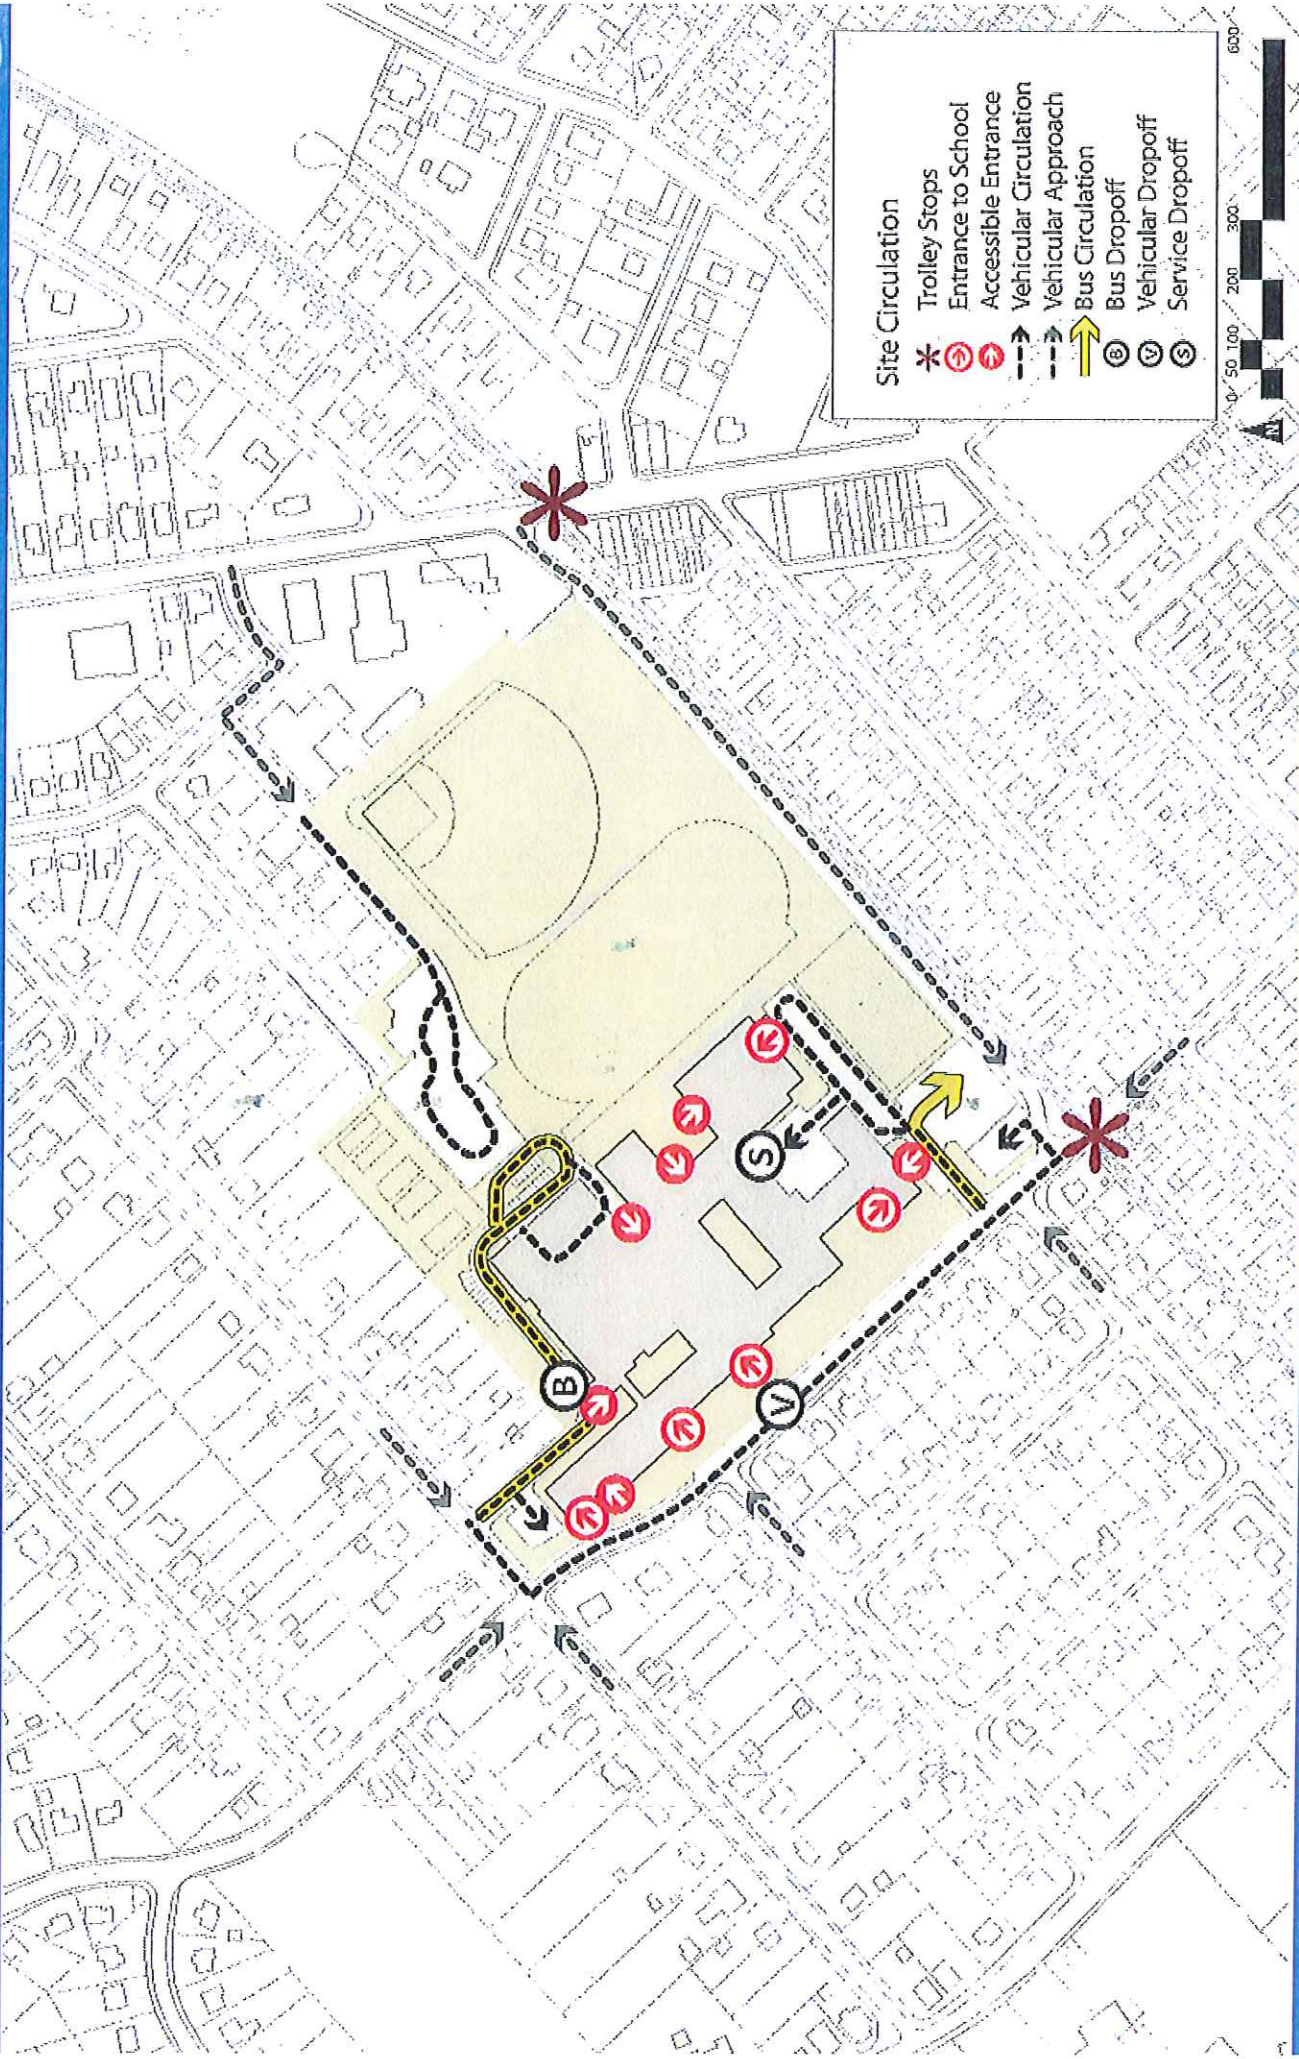 Site Circulation
Trolley Stops
Entrance to School
Accessible Entrance
Vehicular Circulation
Vehicular Approach
Bus Circulation
B Bus Dropoff
V Vehicular Dropoff
S Service Dropoff
N
0 50 100 200 300 600
B
S
V